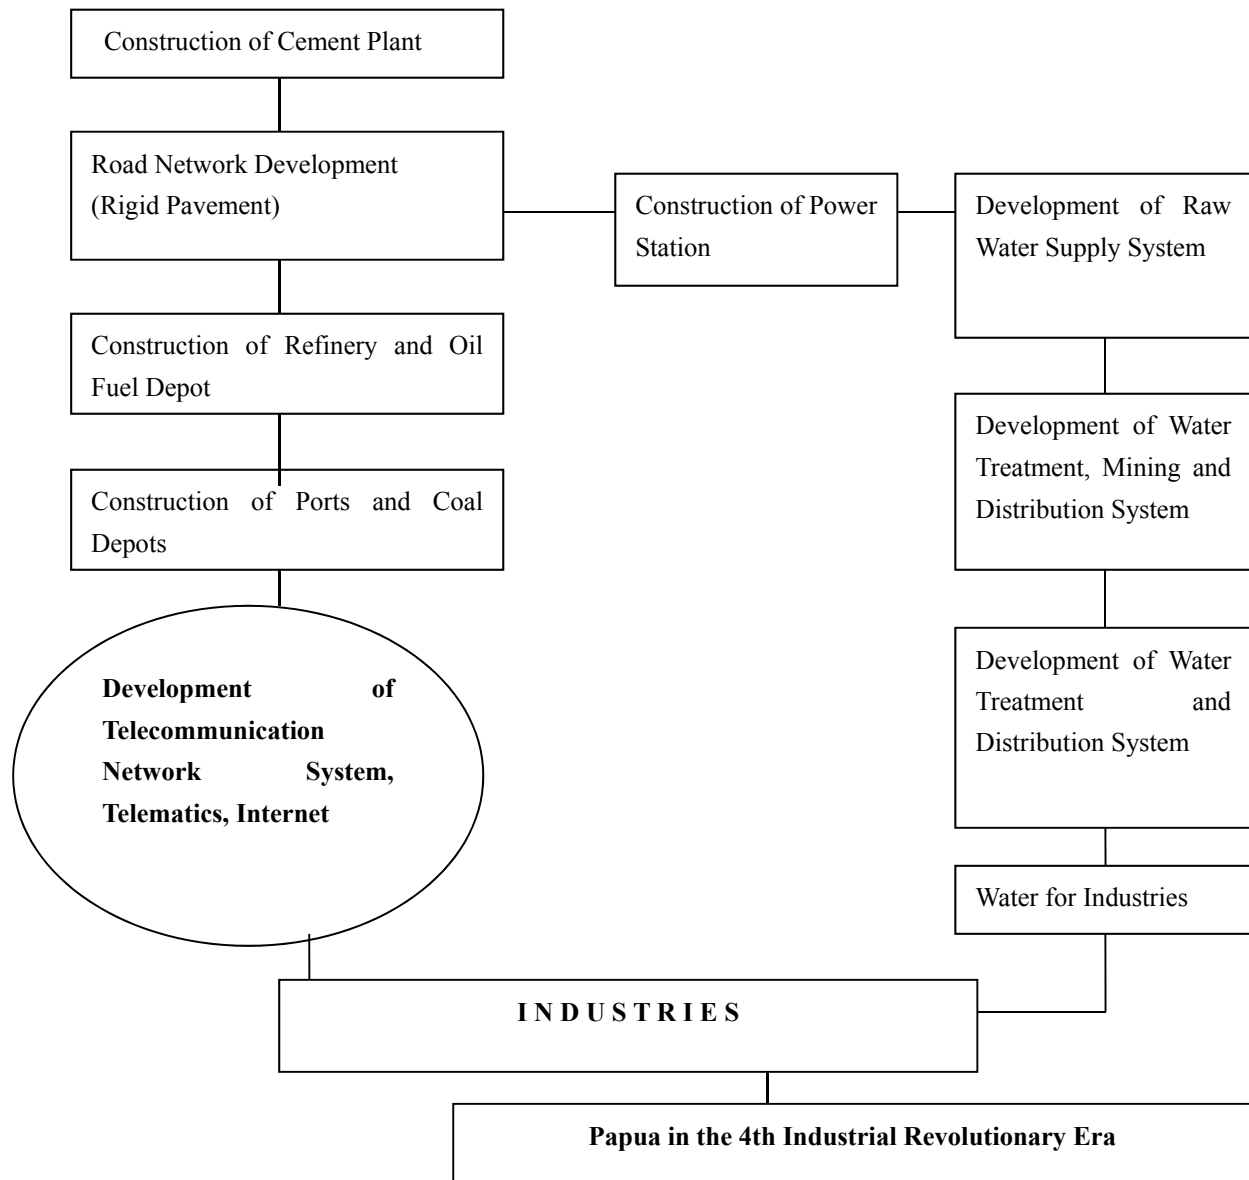 Construction of Cement Plant
Road Network Development
(Rigid Pavement)
Construction of Power
Station
Development of Raw
Water Supply System
Construction of Refinery and Oil
Fuel Depot
Development of Water
Treatment, Mining and
Distribution System
Construction of Ports and Coal
Depots
Development of
Telecommunication
Network System,
Telematics, Internet
Development of Water
Treatment and
Distribution System
Water for Industries
I N D U S T R I E S
Papua in the 4th Industrial Revolutionary Era